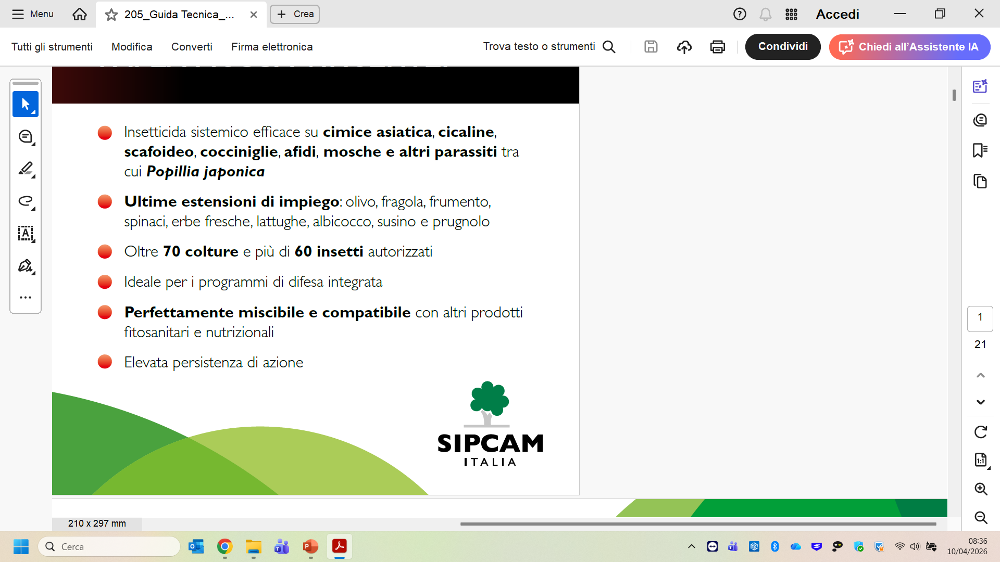 Menu
205_Guida Tecnica_...
Crea
Accedi
Tutti gli strumenti
Modifica
Converti
Firma elettronica
Trova testo o strumenti
Condividi
Chiedi all'Assistente IA
Insetticida sistemico efficace su cimice asiatica, cicaline,
scafoideo, cocciniglie, afidi, mosche e altri parassiti tra
cui Popillia japonica
Ultime estensioni di impiego: olivo, fragola, frumento,
spinaci, erbe fresche, lattughe, albicocco, susino e prugnolo
Oltre 70 colture e più di 60 insetti autorizzati
Ideale per i programmi di difesa integrata
Perfettamente miscibile e compatibile con altri prodotti
fitosanitari e nutrizionali
Elevata persistenza di azione
SIPCAM
ITALIA
1
21
1:1
210 x 297 mm
Cerca
08:36
10/04/2026